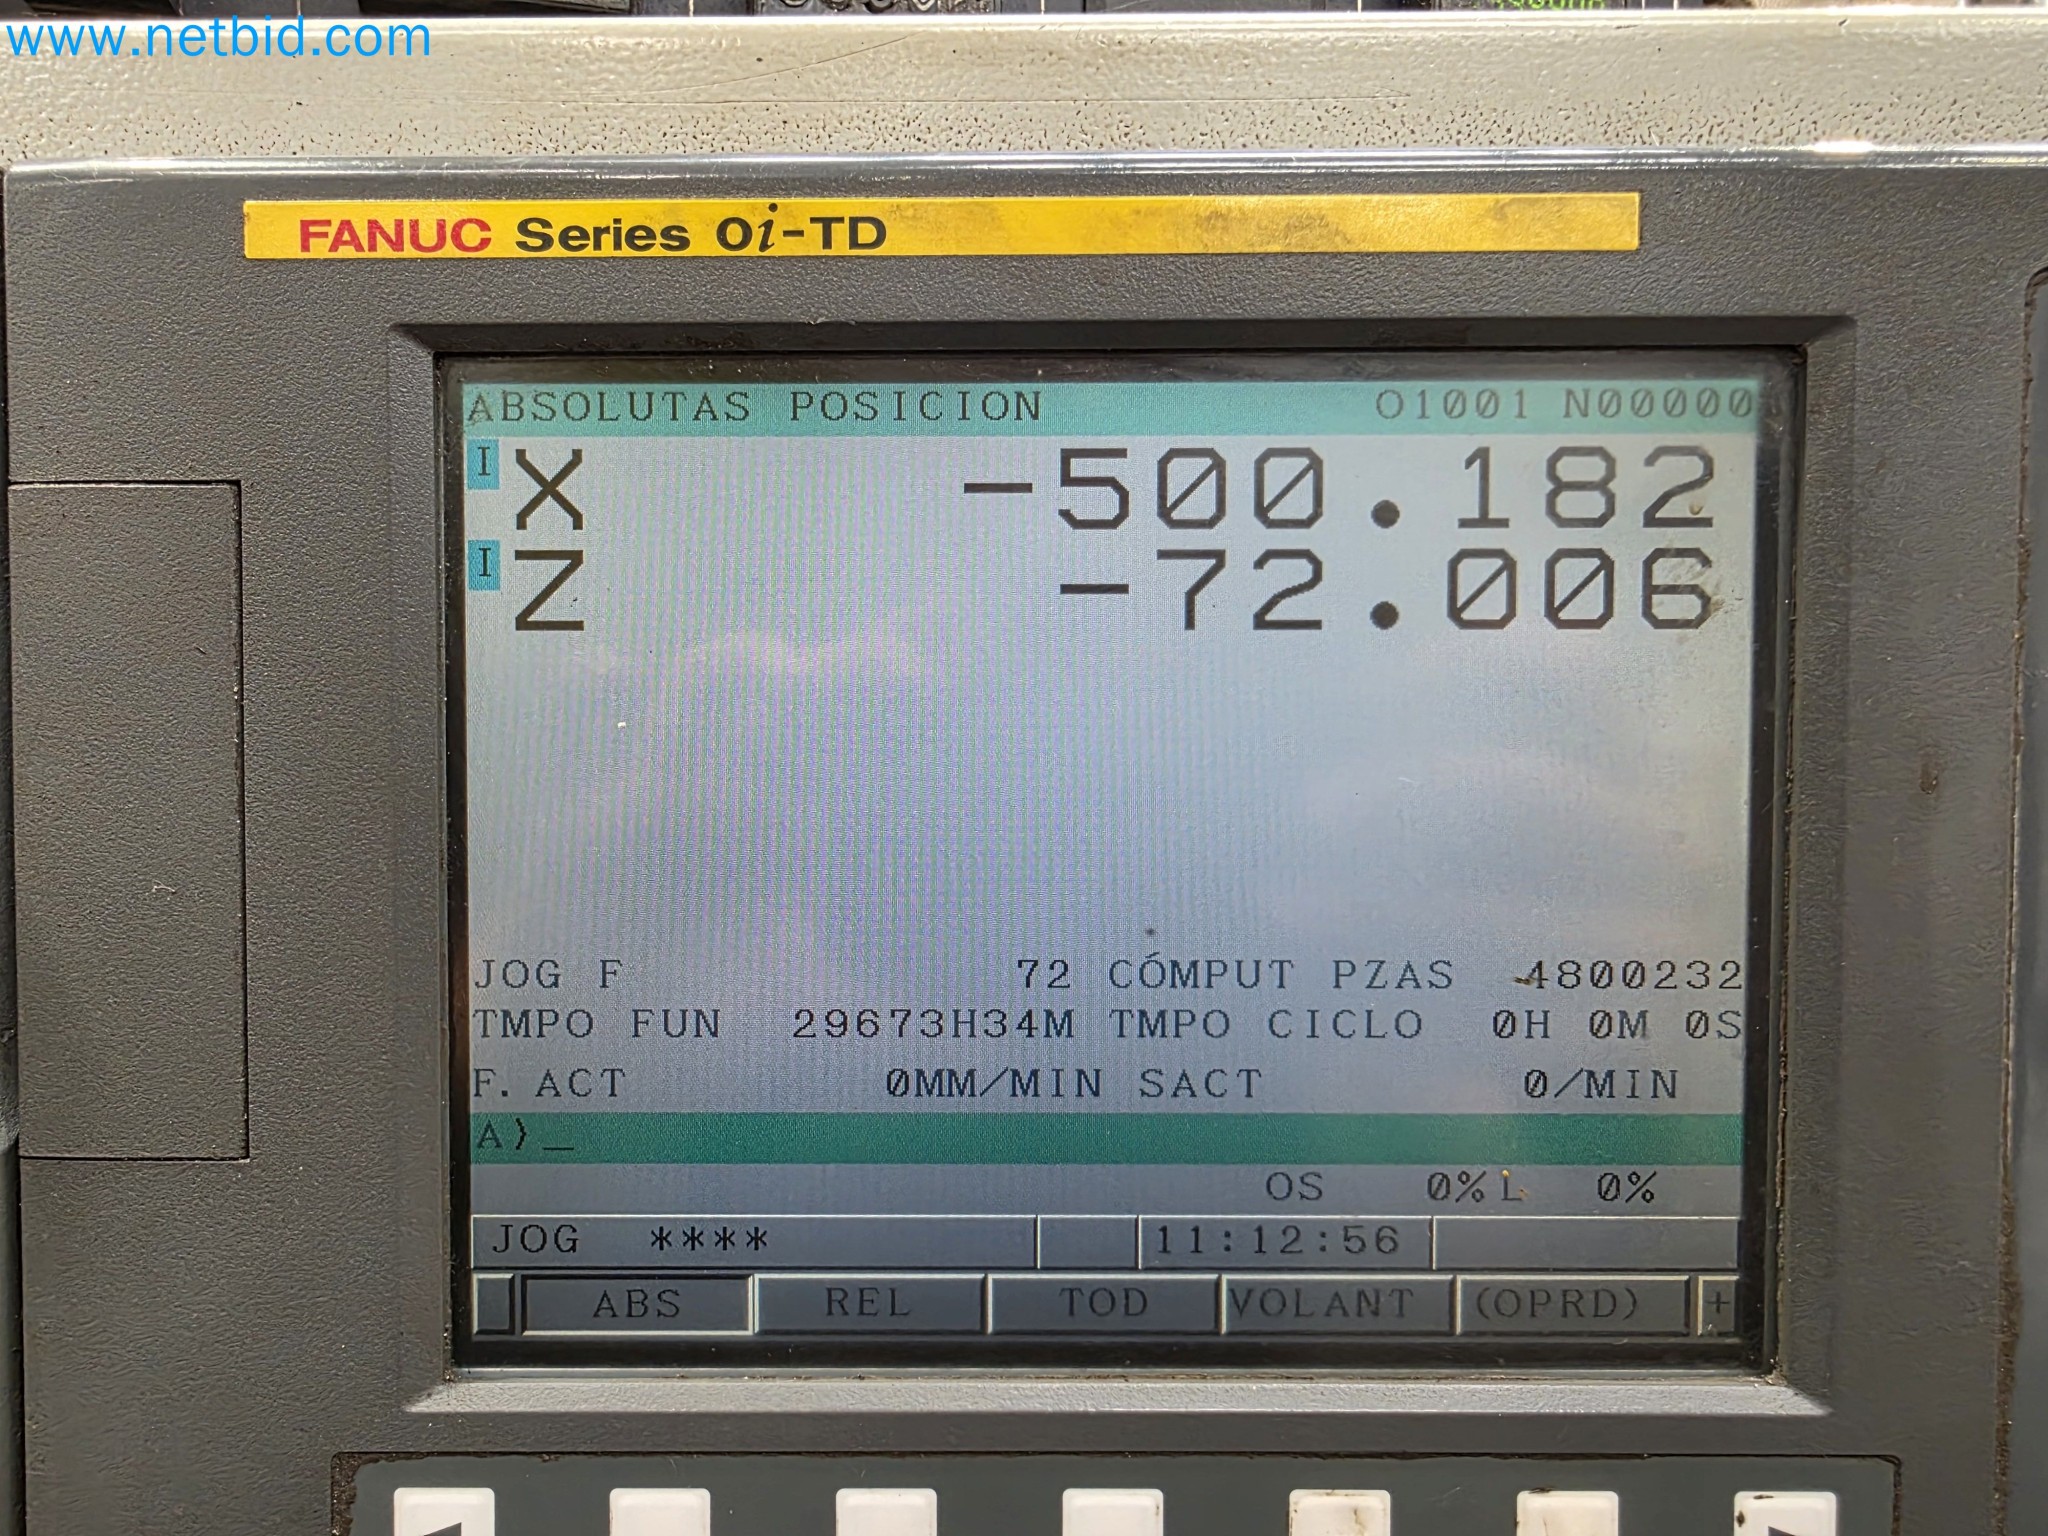 www.netbid.com
FANUC Series 0i-TD
ABSOLUTAS POSICION O1001 N00000
I X -500.182
I Z -72.006
JOG F 72 CÓMPUT PZAS 4800232
TMPO FUN 29673H34M TMPO CICLO 0H 0M 0S
F. ACT 0MM/MIN SACT 0/MIN
A>_
OS 0% L 0%
JOG **** 11:12:56
ABS REL TOD VOLANT (OPRD) +